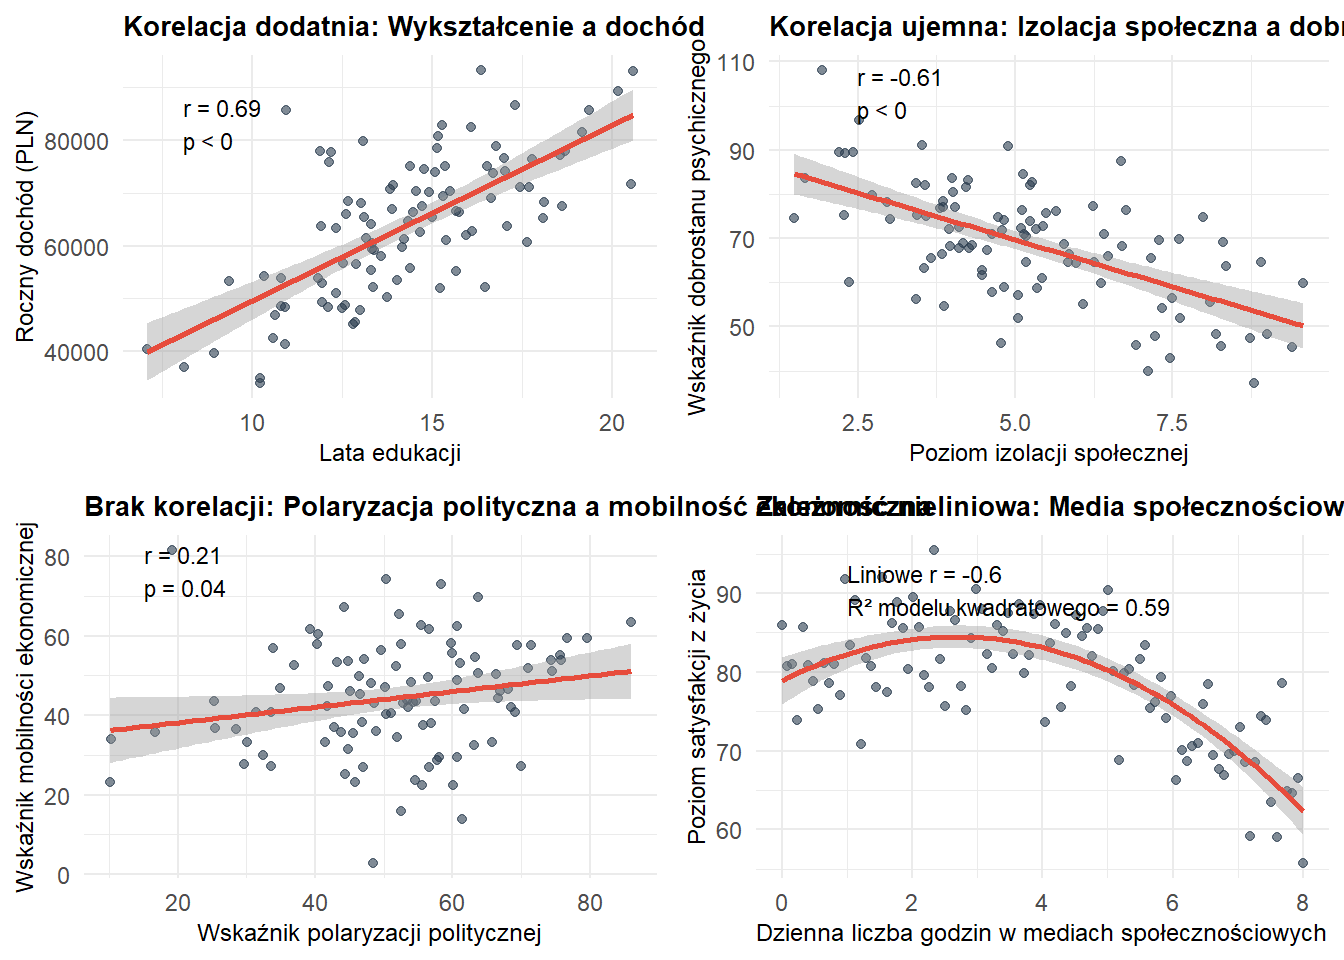 Korelacja dodatnia: Wykształcenie a dochód
r = 0.69
p < 0
Roczny dochód (PLN)
80000
60000
40000
10 15 20
Lata edukacji
Korelacja ujemna: Izolacja społeczna a dob
r = -0.61
p < 0
Wskaźnik dobrostanu psychicznego
110
90
70
50
2.5 5.0 7.5
Poziom izolacji społecznej
Brak korelacji: Polaryzacja polityczna a mobilność ekonomiczna
r = 0.21
p = 0.04
Wskaźnik mobilności ekonomicznej
80
60
40
20
0
20 40 60 80
Wskaźnik polaryzacji politycznej
Zależność nieliniowa: Media społecznościow
Liniowe r = -0.6
R² modelu kwadratowego = 0.59
Poziom satysfakcji z życia
90
80
70
60
0 2 4 6 8
Dzienna liczba godzin w mediach społecznościowych